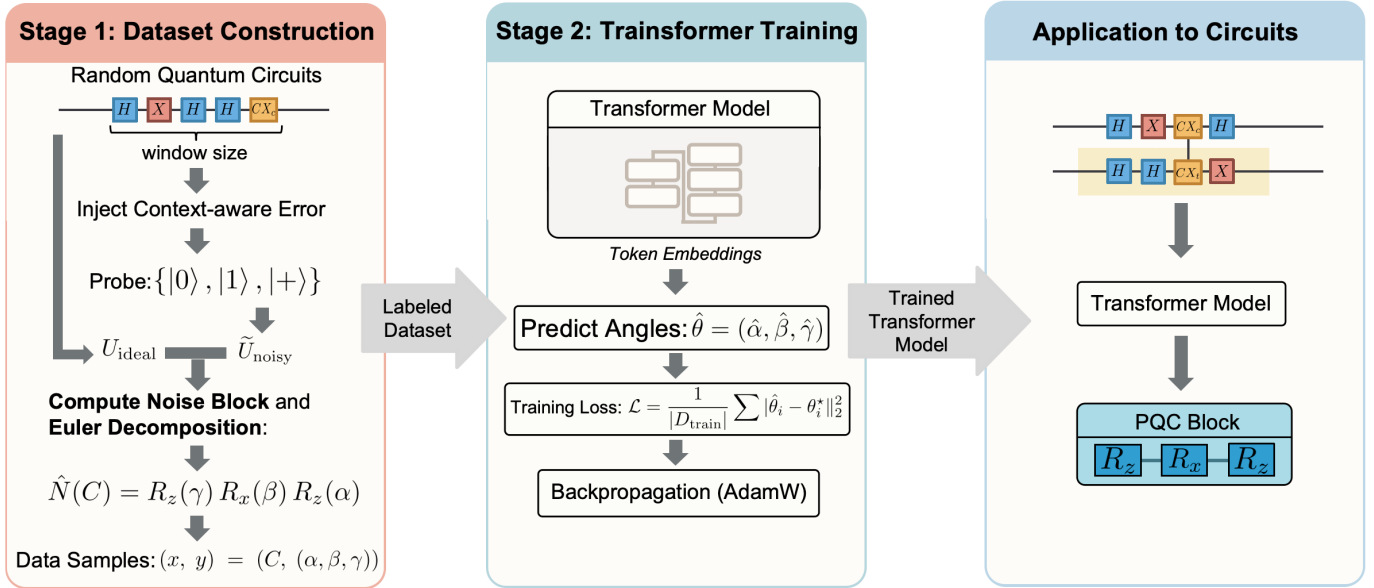 Stage 1: Dataset Construction
Random Quantum Circuits
H X H H CX_c
window size
Inject Context-aware Error
Probe: {|0⟩, |1⟩, |+⟩}
U_ideal Ũ_noisy
Compute Noise Block and
Euler Decomposition:
N̂(C) = R_z(γ) R_x(β) R_z(α)
Data Samples: (x, y) = (C, (α, β, γ))
Labeled
Dataset
Stage 2: Trainsformer Training
Transformer Model
Token Embeddings
Predict Angles: θ̂ = (α̂, β̂, γ̂)
Training Loss: ℒ = 1/|D_train| ∑ |θ̂_i − θ_i^⋆‖_2^2
Backpropagation (AdamW)
Trained
Transformer
Model
Application to Circuits
H X CX_c H
H H CX_t X
Transformer Model
PQC Block
R_z R_x R_z